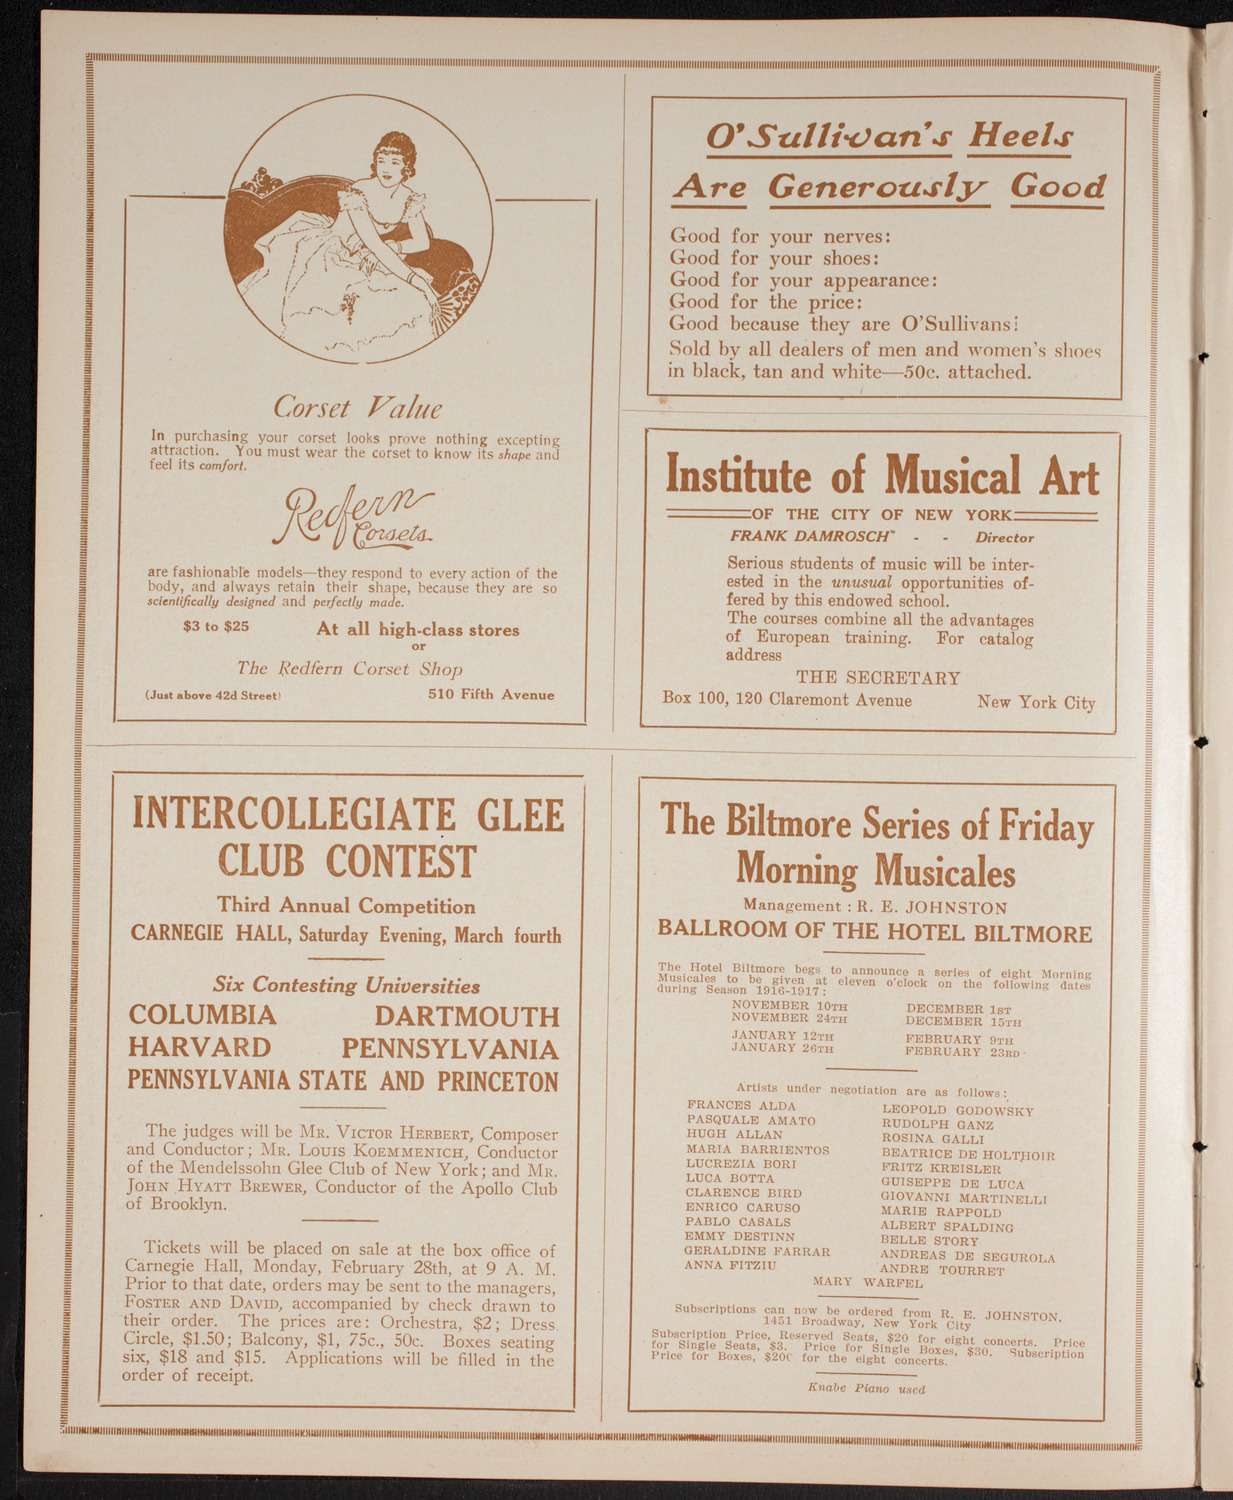 Corset Value
In purchasing your corset looks prove nothing excepting
attraction. You must wear the corset to know its shape and
feel its comfort.
Redfern
Corsets
are fashionable models—they respond to every action of the
body, and always retain their shape, because they are so
scientifically designed and perfectly made.
$3 to $25 At all high-class stores
or
The Redfern Corset Shop
(Just above 42d Street) 510 Fifth Avenue
O'Sullivan's Heels
Are Generously Good
Good for your nerves:
Good for your shoes:
Good for your appearance:
Good for the price:
Good because they are O'Sullivans!
Sold by all dealers of men and women's shoes
in black, tan and white—50c. attached.
Institute of Musical Art
OF THE CITY OF NEW YORK
FRANK DAMROSCH - - Director
Serious students of music will be inter-
ested in the unusual opportunities of-
fered by this endowed school.
The courses combine all the advantages
of European training. For catalog
address
THE SECRETARY
Box 100, 120 Claremont Avenue New York City
INTERCOLLEGIATE GLEE
CLUB CONTEST
Third Annual Competition
CARNEGIE HALL, Saturday Evening, March fourth
Six Contesting Universities
COLUMBIA DARTMOUTH
HARVARD PENNSYLVANIA
PENNSYLVANIA STATE AND PRINCETON
The judges will be MR. VICTOR HERBERT, Composer
and Conductor; MR. LOUIS KOEMMENICH, Conductor
of the Mendelssohn Glee Club of New York; and MR.
JOHN HYATT BREWER, Conductor of the Apollo Club
of Brooklyn.
Tickets will be placed on sale at the box office of
Carnegie Hall, Monday, February 28th, at 9 A. M.
Prior to that date, orders may be sent to the managers,
FOSTER AND DAVID, accompanied by check drawn to
their order. The prices are: Orchestra, $2; Dress
Circle, $1.50; Balcony, $1, 75c., 50c. Boxes seating
six, $18 and $15. Applications will be filled in the
order of receipt.
The Biltmore Series of Friday
Morning Musicales
Management : R. E. JOHNSTON
BALLROOM OF THE HOTEL BILTMORE
The Hotel Biltmore begs to announce a series of eight Morning
Musicales to be given at eleven o'clock on the following dates
during Season 1916-1917:
NOVEMBER 10TH DECEMBER 1ST
NOVEMBER 24TH DECEMBER 15TH
JANUARY 12TH FEBRUARY 9TH
JANUARY 26TH FEBRUARY 23RD
Artists under negotiation are as follows:
FRANCES ALDA LEOPOLD GODOWSKY
PASQUALE AMATO RUDOLPH GANZ
HUGH ALLAN ROSINA GALLI
MARIA BARRIENTOS BEATRICE DE HOLTHOIR
LUCREZIA BORI FRITZ KREISLER
LUCA BOTTA GUISEPPE DE LUCA
CLARENCE BIRD GIOVANNI MARTINELLI
ENRICO CARUSO MARIE RAPPOLD
PABLO CASALS ALBERT SPALDING
EMMY DESTINN BELLE STORY
GERALDINE FARRAR ANDREAS DE SEGUROLA
ANNA FITZIU ANDRE TOURRET
MARY WARFEL
Subscriptions can now be ordered from R. E. JOHNSTON,
1451 Broadway, New York City
Subscription Price, Reserved Seats, $20 for eight concerts. Price
for Single Seats, $3. Price for Single Boxes, $30. Subscription
Price for Boxes, $200 for the eight concerts.
Knabe Piano used